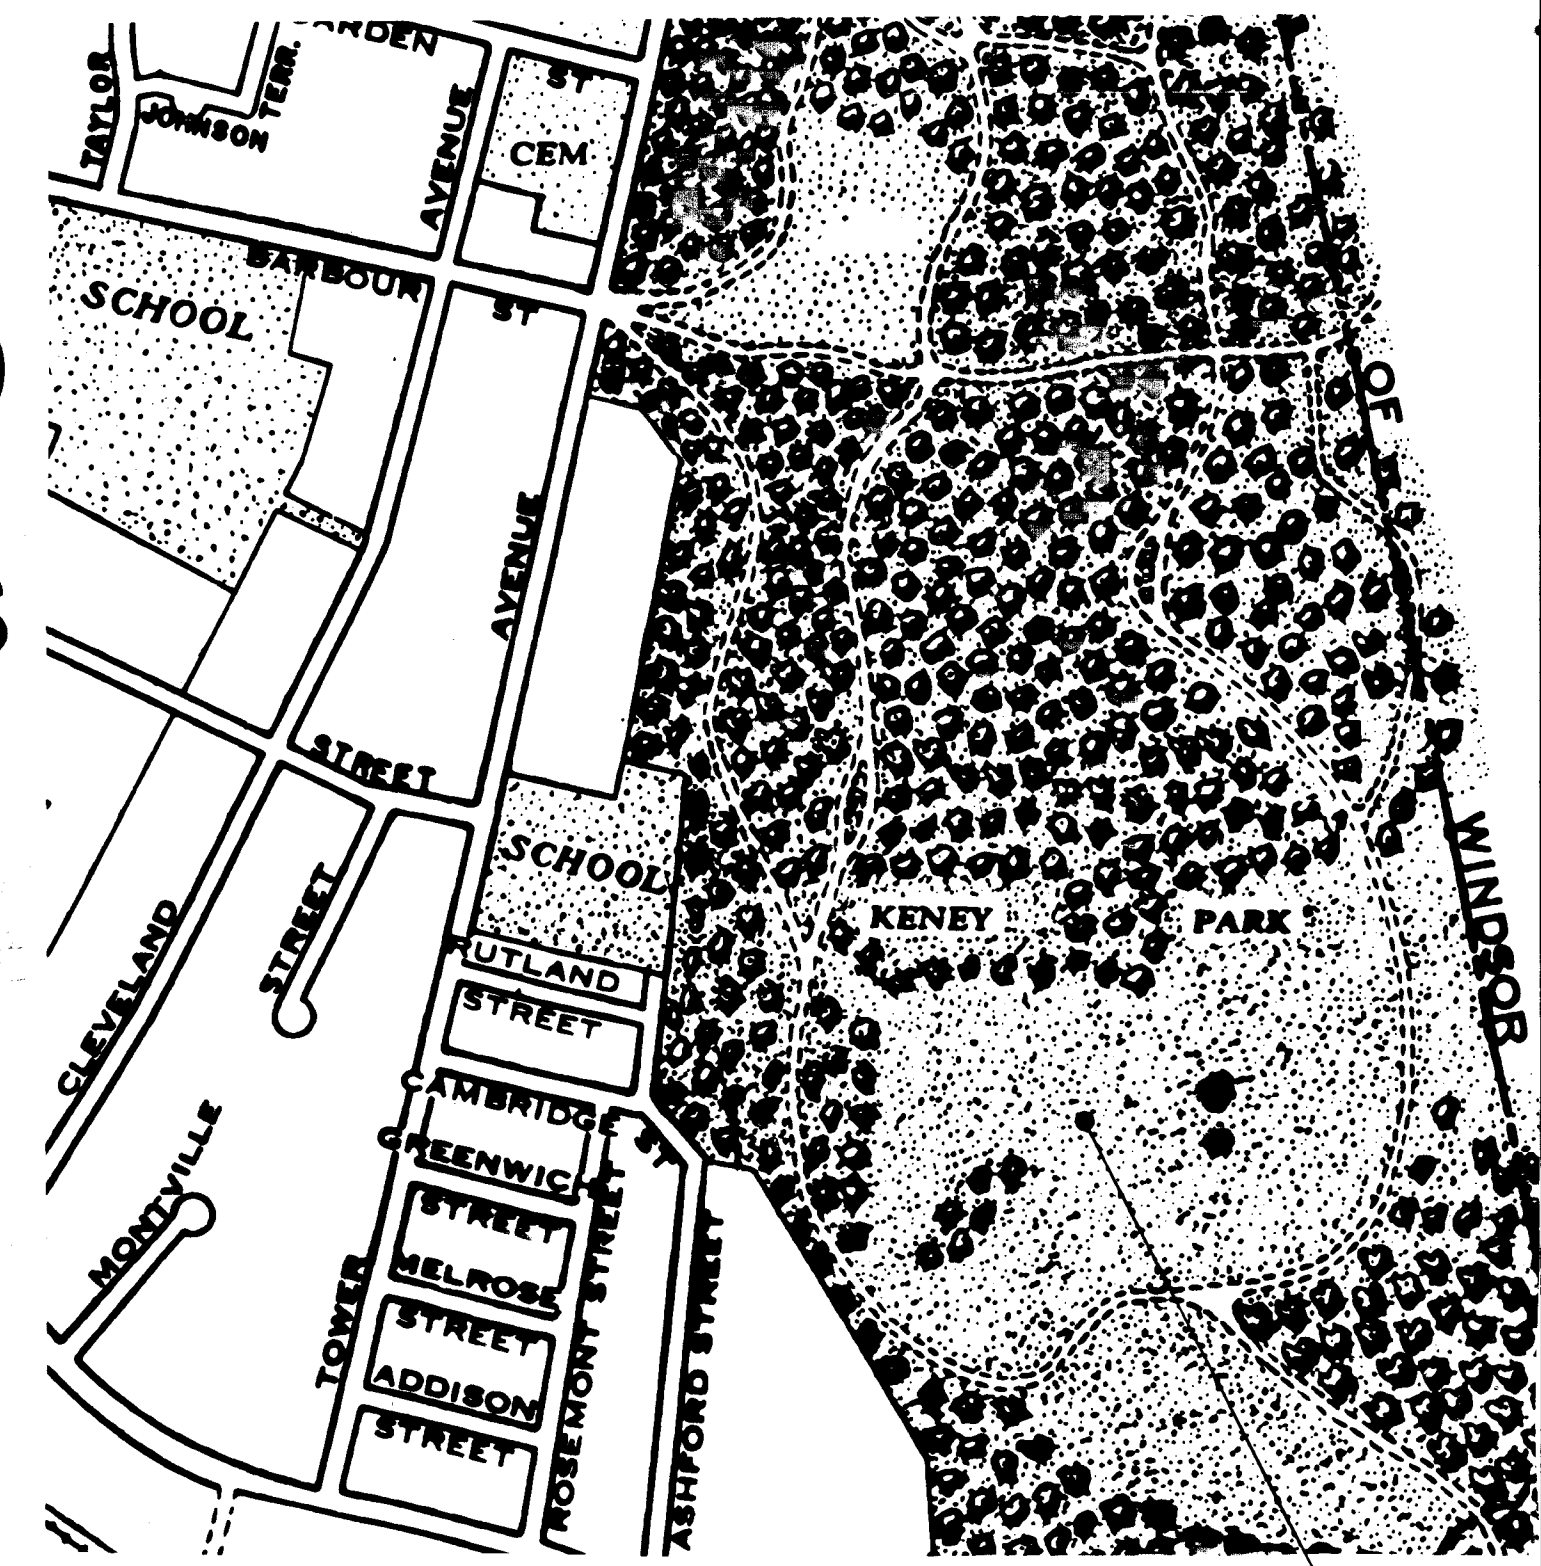 TAYLOR
JOHNSON
TERR.
ARDEN
ST
AVENUE
CEM
BARBOUR
ST
SCHOOL
OF
WINDSOR
AVENUE
STREET
SCHOOL
STREET
CLEVELAND
KENEY PARK
RUTLAND
STREET
CAMBRIDGE ST
GREENWICH
STREET
MONTVILLE
MELROSE
STREET
TOWER
ADDISON
STREET
ROSEMONT STREET
ASHFORD STREET